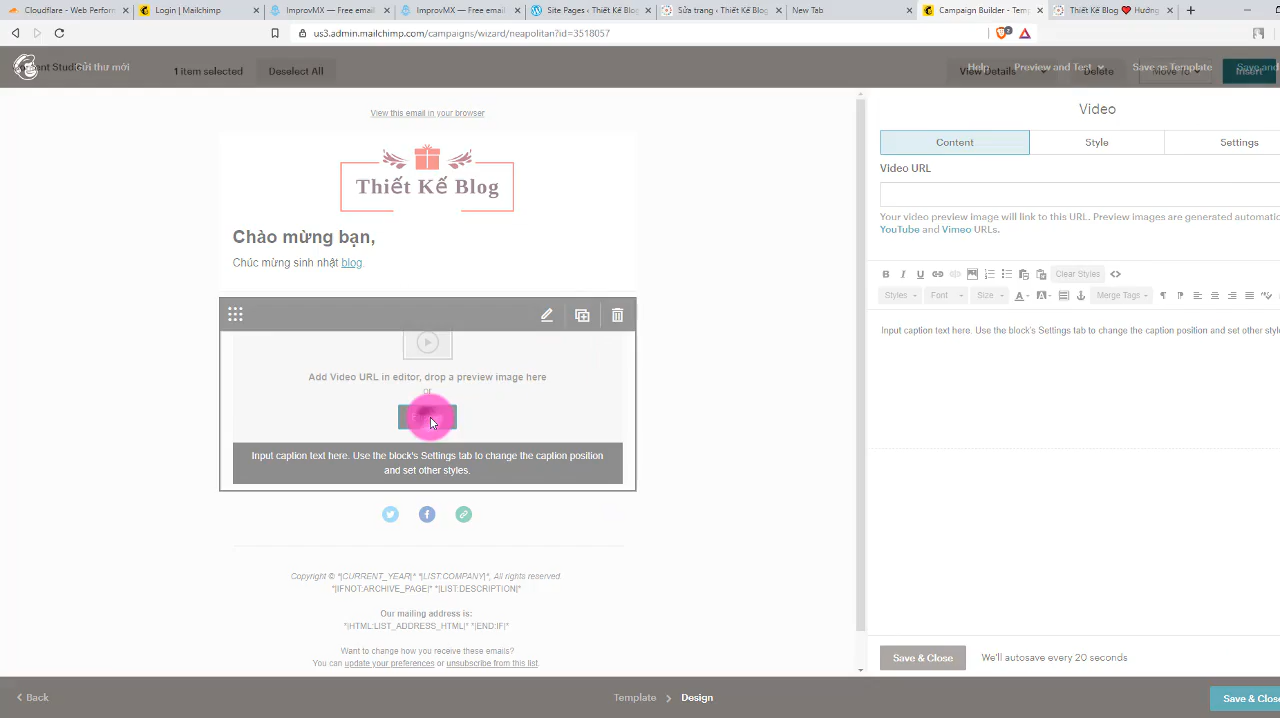 Cloudflare - Web Perform
Login | Mailchimp
ImprovMX — Free email
ImprovMX — Free email
Site Pages ‹ Thiết Kế Blog
Sửa trang ‹ Thiết Kế Blog
New Tab
Campaign Builder - Temp
Thiết Kế Blog ❤ Hướng
us3.admin.mailchimp.com/campaigns/wizard/neapolitan?id=3518057
Gửi thư mới
1 item selected
Deselect All
Help
View Details
Preview and Test
Delete
Save as Template
Move To
Save and
Insert
View this email in your browser
Thiết Kế Blog
Chào mừng bạn,
Chúc mừng sinh nhật blog.
Add Video URL in editor, drop a preview image here
or
Input caption text here. Use the block's Settings tab to change the caption position
and set other styles.
Copyright © *|CURRENT_YEAR|* *|LIST:COMPANY|*, All rights reserved.
*|IFNOT:ARCHIVE_PAGE|* *|LIST:DESCRIPTION|*
Our mailing address is:
*|HTML:LIST_ADDRESS_HTML|* *|END:IF|*
Want to change how you receive these emails?
You can update your preferences or unsubscribe from this list.
Video
Content
Style
Settings
Video URL
Your video preview image will link to this URL. Preview images are generated automatic
YouTube and Vimeo URLs.
Clear Styles
Styles
Font
Size
Merge Tags
Input caption text here. Use the block's Settings tab to change the caption position and set other style
Save & Close
We'll autosave every 20 seconds.
Back
Template
Design
Save & Clos